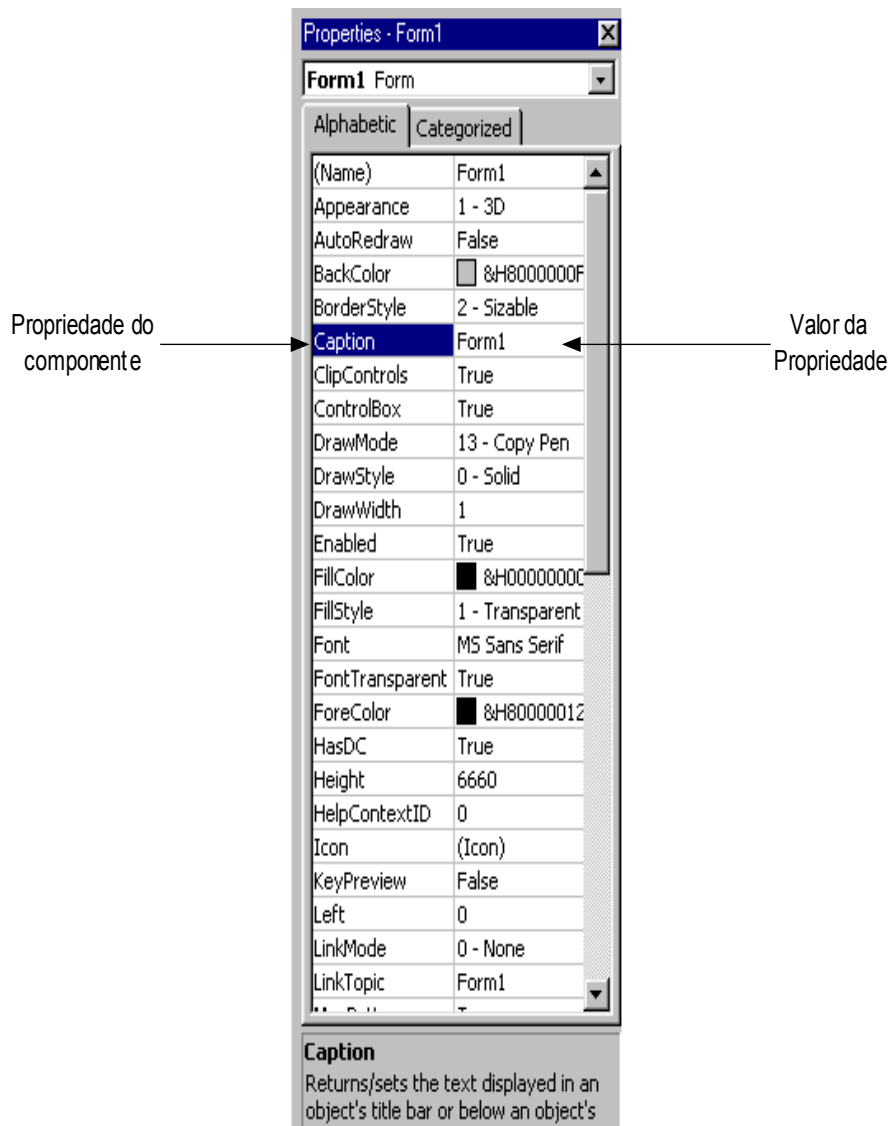 Properties - Form1
Form1 Form
Alphabetic Categorized
(Name) Form1
Appearance 1 - 3D
AutoRedraw False
BackColor &H8000000F
BorderStyle 2 - Sizable
Propriedade do componente
Caption Form1
Valor da Propriedade
ClipControls True
ControlBox True
DrawMode 13 - Copy Pen
DrawStyle 0 - Solid
DrawWidth 1
Enabled True
FillColor &H0000000
FillStyle 1 - Transparent
Font MS Sans Serif
FontTransparent True
ForeColor &H80000012
HasDC True
Height 6660
HelpContextID 0
Icon (Icon)
KeyPreview False
Left 0
LinkMode 0 - None
LinkTopic Form1
Caption
Returns/sets the text displayed in an
object's title bar or below an object's